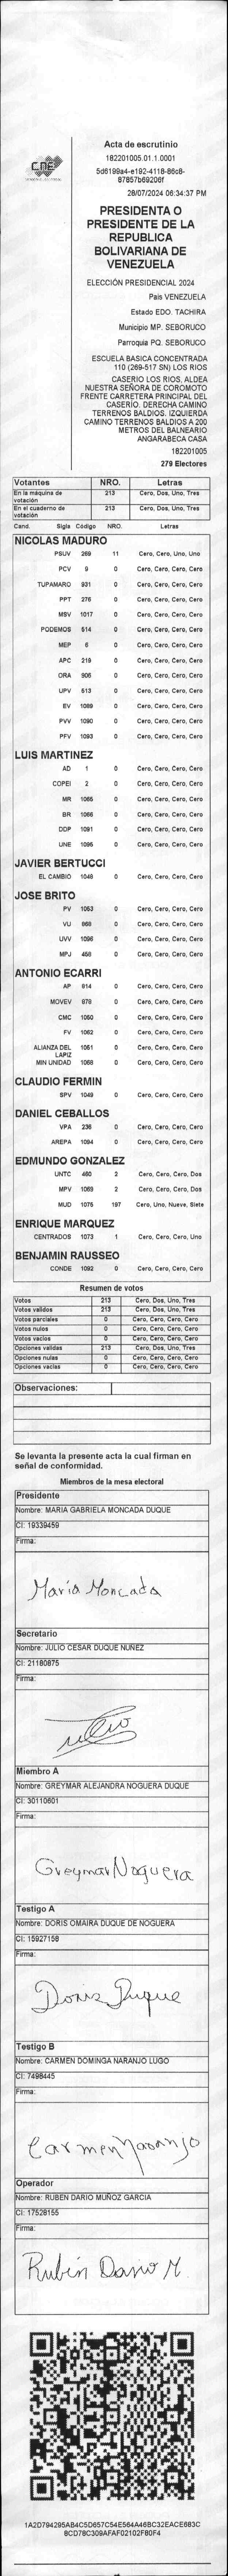 CNE
Acta de escrutinio
182201005.01.1.0001
5d6199a4-e192-4118-86c8-
87857b69206f
28/07/2024 06:34:37 PM
PRESIDENTA O
PRESIDENTE DE LA
REPUBLICA
BOLIVARIANA DE
VENEZUELA
ELECCIÓN PRESIDENCIAL 2024
Pais VENEZUELA
Estado EDO. TACHIRA
Municipio MP. SEBORUCO
Parroquia PQ. SEBORUCO
ESCUELA BASICA CONCENTRADA
110 (269-517 SN) LOS RIOS
CASERIO LOS RIOS. ALDEA
NUESTRA SEÑORA DE COROMOTO
FRENTE CARRETERA PRINCIPAL DEL
CASERÍO. DERECHA CAMINO
TERRENOS BALDIOS. IZQUIERDA
CAMINO TERRENOS BALDIOS A 200
METROS DEL BALNEARIO
ANGARABECA CASA
182201005
279 Electores
Votantes NRO. Letras
En la máquina de votación 213 Cero, Dos, Uno, Tres
En el cuaderno de votación 213 Cero, Dos, Uno, Tres
Cand. Sigla Código NRO. Letras
NICOLAS MADURO
PSUV 269 11 Cero, Cero, Uno, Uno
PCV 9 0 Cero, Cero, Cero, Cero
TUPAMARO 931 0 Cero, Cero, Cero, Cero
PPT 276 0 Cero, Cero, Cero, Cero
MSV 1017 0 Cero, Cero, Cero, Cero
PODEMOS 514 0 Cero, Cero, Cero, Cero
MEP 6 0 Cero, Cero, Cero, Cero
APC 219 0 Cero, Cero, Cero, Cero
ORA 906 0 Cero, Cero, Cero, Cero
UPV 513 0 Cero, Cero, Cero, Cero
EV 1089 0 Cero, Cero, Cero, Cero
PVV 1090 0 Cero, Cero, Cero, Cero
PFV 1093 0 Cero, Cero, Cero, Cero
LUIS MARTINEZ
AD 1 0 Cero, Cero, Cero, Cero
COPEI 2 0 Cero, Cero, Cero, Cero
MR 1065 0 Cero, Cero, Cero, Cero
BR 1066 0 Cero, Cero, Cero, Cero
DDP 1091 0 Cero, Cero, Cero, Cero
UNE 1095 0 Cero, Cero, Cero, Cero
JAVIER BERTUCCI
EL CAMBIO 1048 0 Cero, Cero, Cero, Cero
JOSE BRITO
PV 1053 0 Cero, Cero, Cero, Cero
VU 969 0 Cero, Cero, Cero, Cero
UVV 1096 0 Cero, Cero, Cero, Cero
MPJ 458 0 Cero, Cero, Cero, Cero
ANTONIO ECARRI
AP 914 0 Cero, Cero, Cero, Cero
MOVEV 979 0 Cero, Cero, Cero, Cero
CMC 1050 0 Cero, Cero, Cero, Cero
FV 1062 0 Cero, Cero, Cero, Cero
ALIANZA DEL LAPIZ 1051 0 Cero, Cero, Cero, Cero
MIN UNIDAD 1068 0 Cero, Cero, Cero, Cero
CLAUDIO FERMIN
SPV 1049 0 Cero, Cero, Cero, Cero
DANIEL CEBALLOS
VPA 236 0 Cero, Cero, Cero, Cero
AREPA 1094 0 Cero, Cero, Cero, Cero
EDMUNDO GONZALEZ
UNTC 460 2 Cero, Cero, Cero, Dos
MPV 1069 2 Cero, Cero, Cero, Dos
MUD 1075 197 Cero, Uno, Nueve, Siete
ENRIQUE MARQUEZ
CENTRADOS 1073 1 Cero, Cero, Cero, Uno
BENJAMIN RAUSSEO
CONDE 1092 0 Cero, Cero, Cero, Cero
Resumen de votos
Votos 213 Cero, Dos, Uno, Tres
Votos validos 213 Cero, Dos, Uno, Tres
Votos parciales 0 Cero, Cero, Cero, Cero
Votos nulos 0 Cero, Cero, Cero, Cero
Votos vacios 0 Cero, Cero, Cero, Cero
Opciones validas 213 Cero, Dos, Uno, Tres
Opciones nulas 0 Cero, Cero, Cero, Cero
Opciones vacias 0 Cero, Cero, Cero, Cero
Observaciones:
Se levanta la presente acta la cual firman en
señal de conformidad.
Miembros de la mesa electoral
Presidente
Nombre: MARIA GABRIELA MONCADA DUQUE
CI: 19339459
Firma:
Maria Moncada
Secretario
Nombre: JULIO CESAR DUQUE NUÑEZ
CI: 21180875
Firma:
Miembro A
Nombre: GREYMAR ALEJANDRA NOGUERA DUQUE
CI: 30110601
Firma:
Greymar Noguera
Testigo A
Nombre: DORIS OMAIRA DUQUE DE NOGUERA
CI: 15927158
Firma:
Doris Duque
Testigo B
Nombre: CARMEN DOMINGA NARANJO LUGO
CI: 7498445
Firma:
Carmen Naranjo
Operador
Nombre: RUBEN DARIO MUÑOZ GARCIA
CI: 17528155
Firma:
Rubén Dario M.
1A2D794295AB4C5D657C54E564A46BC32EACE683C
8CD78C309AFAF02102F80F4